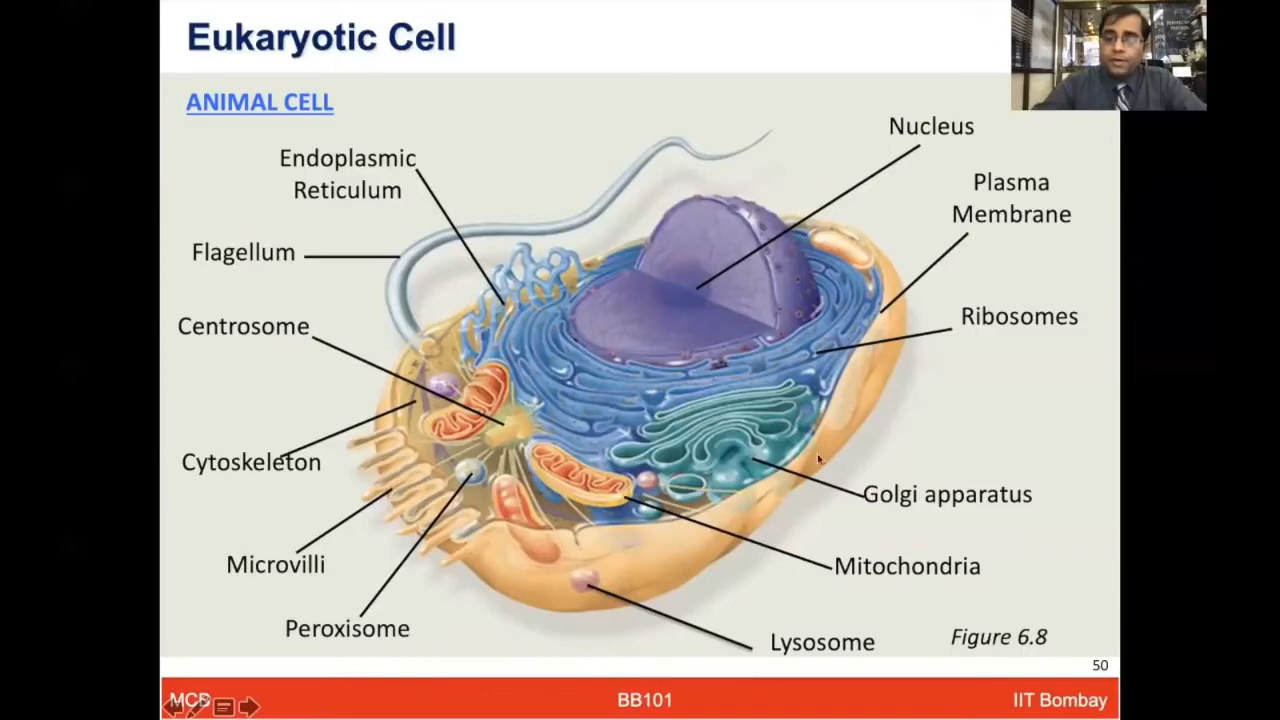 Eukaryotic Cell
ANIMAL CELL
Nucleus
Endoplasmic
Reticulum
Plasma
Membrane
Flagellum
Ribosomes
Centrosome
Cytoskeleton
Golgi apparatus
Microvilli
Mitochondria
Peroxisome
Lysosome
Figure 6.8
50
MCB
BB101
IIT Bombay